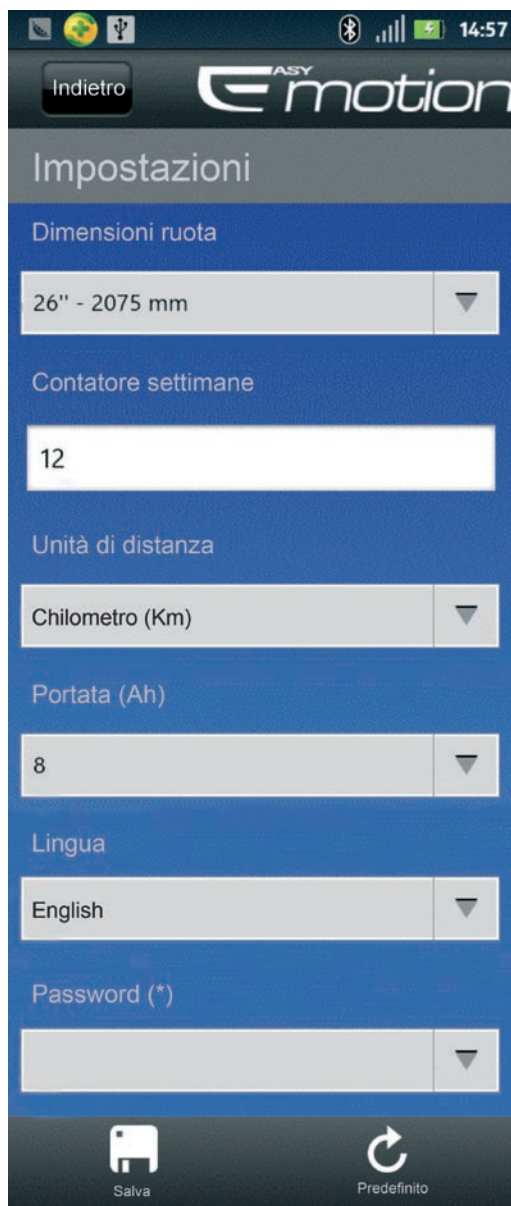 14:57
Indietro
EASY motion
Impostazioni
Dimensioni ruota
26'' - 2075 mm
Contatore settimane
12
Unità di distanza
Chilometro (Km)
Portata (Ah)
8
Lingua
English
Password (*)
Salva
Predefinito